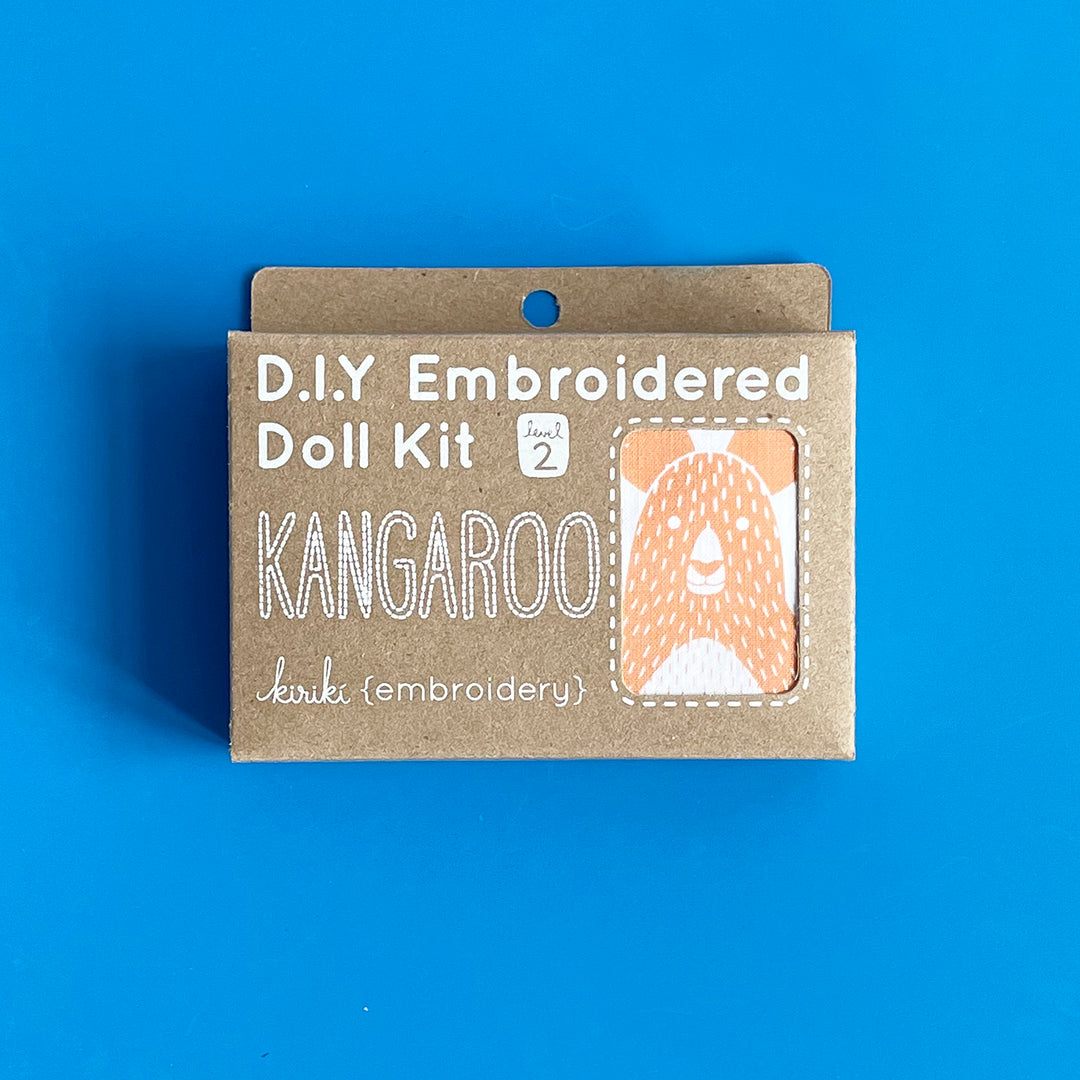 D.I.Y Embroidered
Doll Kit
level
2
KANGAROO
kiriki {embroidery}